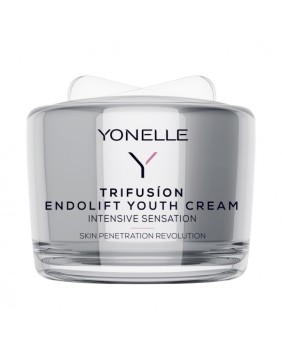 YONELLE
Y
TRIFUSÍON
ENDOLIFT YOUTH CREAM
INTENSIVE SENSATION
SKIN PENETRATION REVOLUTION